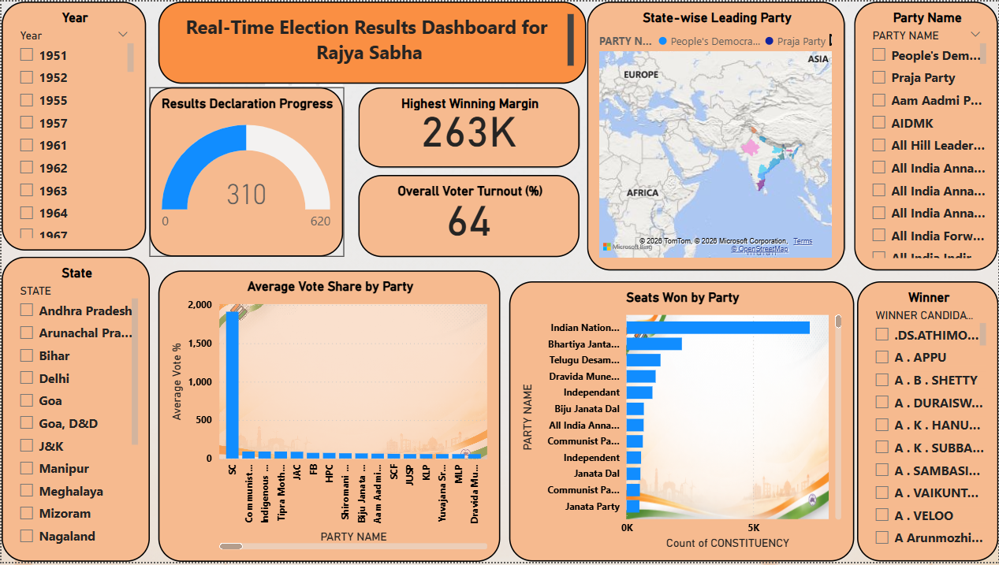 Year
Year
1951
1952
1955
1957
1961
1962
1963
1964
1967
Real-Time Election Results Dashboard for
Rajya Sabha
Results Declaration Progress
310
0
620
Highest Winning Margin
263K
Overall Voter Turnout (%)
64
State-wise Leading Party
PARTY N...
People's Democra...
Praja Party
ASIA
EUROPE
AFRICA
Microsoft Bing
© 2026 TomTom, © 2026 Microsoft Corporation, Terms
© OpenStreetMap
Party Name
PARTY NAME
People's Dem...
Praja Party
Aam Aadmi P...
AIDMK
All Hill Leader...
All India Anna...
All India Anna...
All India Anna...
All India Forw...
All India Indir...
State
STATE
Andhra Pradesh
Arunachal Pra...
Bihar
Delhi
Goa
Goa, D&D
J&K
Manipur
Meghalaya
Mizoram
Nagaland
Average Vote Share by Party
Average Vote %
2,000
1,500
1,000
500
0
SC
Communist...
Indigenous ...
Tipra Moth...
JAC
FB
HPC
Shiromani ...
Biju Janata ...
Aam Aadmi...
SCF
JUSP
KLP
Yuvajana Sr...
MLP
Dravida Mu...
PARTY NAME
Seats Won by Party
PARTY NAME
Indian Nation...
Bhartiya Janta...
Telugu Desam...
Dravida Mune...
Independant
Biju Janata Dal
All India Anna...
Communist Pa...
Independent
Janata Dal
Communist Pa...
Janata Party
0K
5K
Count of CONSTITUENCY
Winner
WINNER CANDIDA...
.DS.ATHIMO...
A . APPU
A . B . SHETTY
A . DURAISW...
A . K . HANU...
A . K . SUBBA...
A . SAMBASI...
A . VAIKUNT...
A . VELOO
A Arunmozhi...